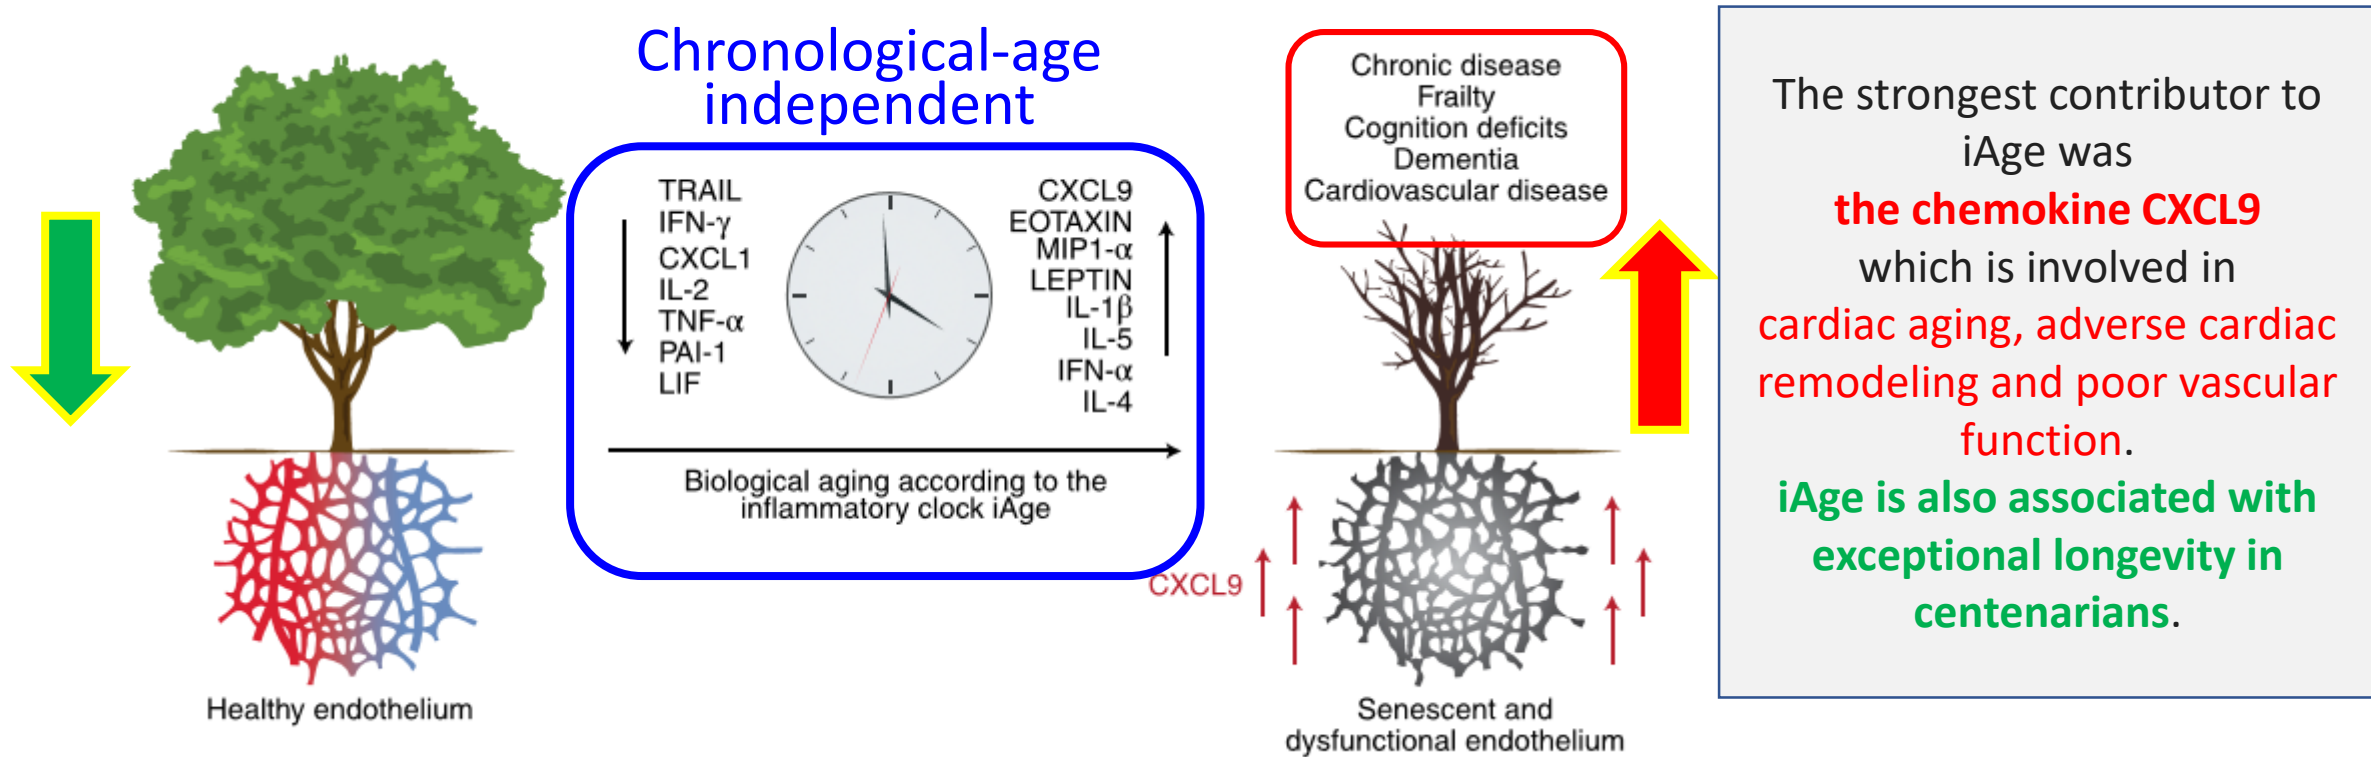 Chronological-age
independent
TRAIL
IFN-γ
CXCL1
IL-2
TNF-α
PAI-1
LIF
CXCL9
EOTAXIN
MIP1-α
LEPTIN
IL-1β
IL-5
IFN-α
IL-4
Biological aging according to the
inflammatory clock iAge
Healthy endothelium
Chronic disease
Frailty
Cognition deficits
Dementia
Cardiovascular disease
CXCL9
Senescent and
dysfunctional endothelium
The strongest contributor to
iAge was
the chemokine CXCL9
which is involved in
cardiac aging, adverse cardiac
remodeling and poor vascular
function.
iAge is also associated with
exceptional longevity in
centenarians.